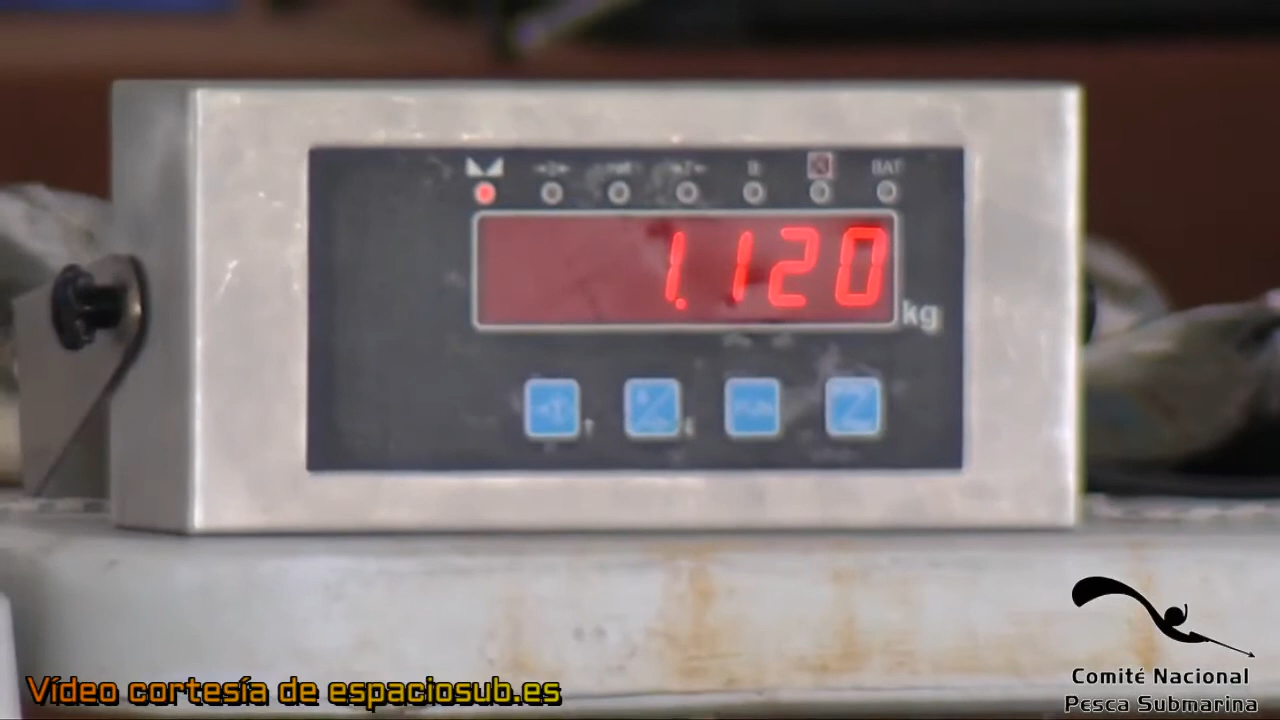 BAT
1.120
kg
Vídeo cortesía de espaciosub.es
Comité Nacional
Pesca Submarina